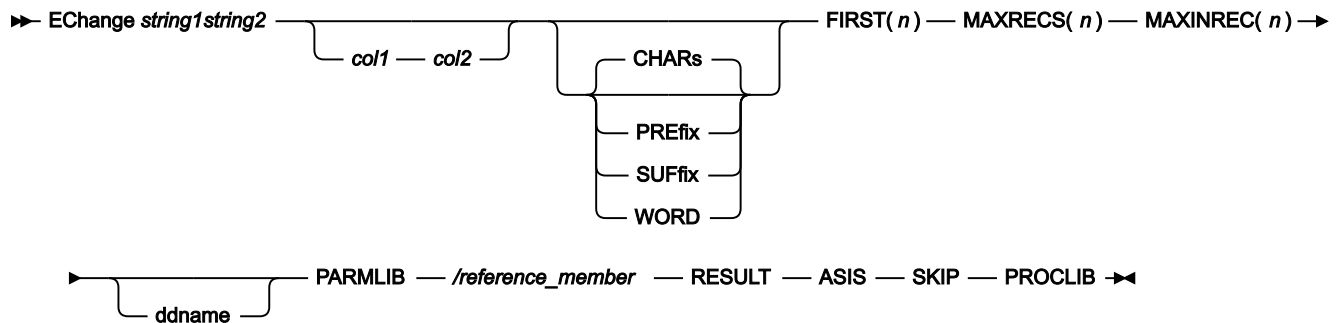 EChange string1string2 FIRST( n ) MAXRECS( n ) MAXINREC( n )
col1 col2 CHARs
PREfix
SUFfix
WORD
PARMLIB /reference_member RESULT ASIS SKIP PROCLIB
ddname